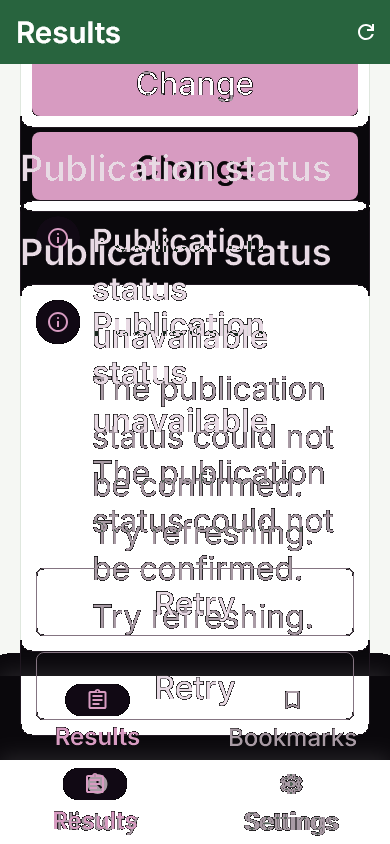 Results
Change
Publication status
Change
Publication status
Publication
status
unavailable
Publication
status
unavailable
The publication
status could not
be confirmed.
Try refreshing.
The publication
status could not
be confirmed.
Try refreshing.
Retry
Retry
Results
Bookmarks
Results
Settings